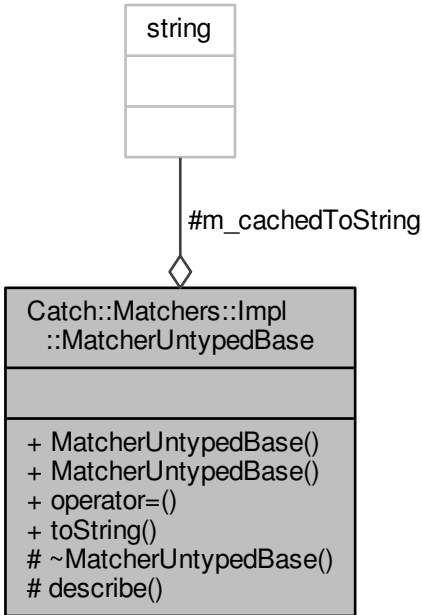 string
#m_cachedToString
Catch::Matchers::Impl
::MatcherUntypedBase
+ MatcherUntypedBase()
+ MatcherUntypedBase()
+ operator=()
+ toString()
# ~MatcherUntypedBase()
# describe()